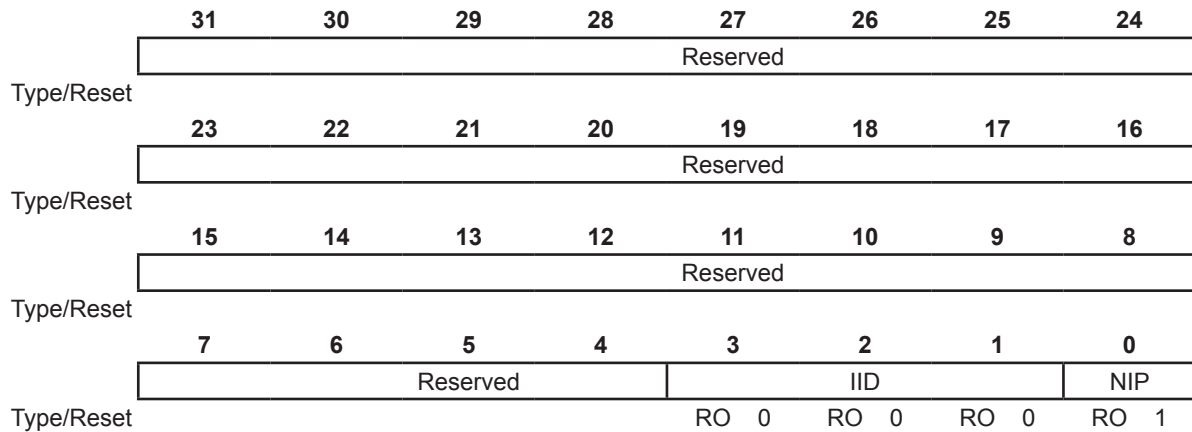 31 30 29 28 27 26 25 24
Reserved
Type/Reset
23 22 21 20 19 18 17 16
Reserved
Type/Reset
15 14 13 12 11 10 9 8
Reserved
Type/Reset
7 6 5 4 3 2 1 0
Reserved IID NIP
Type/Reset RO 0 RO 0 RO 0 RO 1